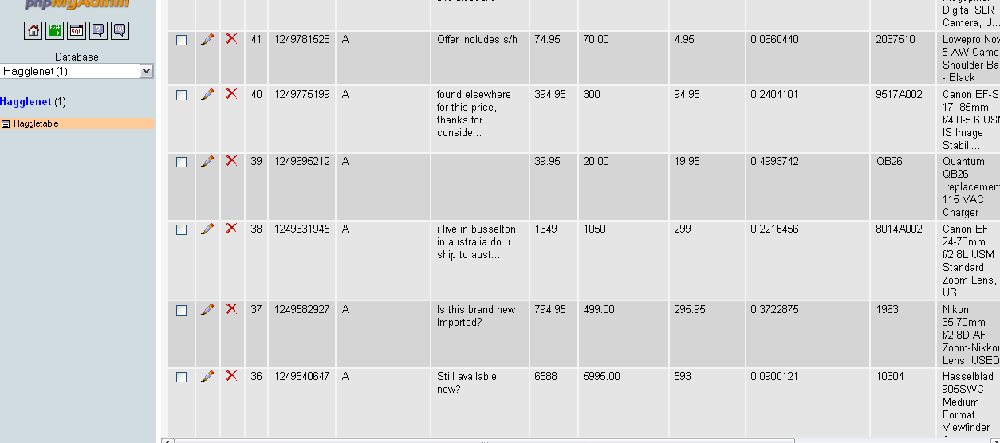 phpMyAdmin
Database
Hagglenet (1)
Hagglenet (1)
Haggletable
Digital SLR
Camera, U...
41 1249781528 A Offer includes s/h 74.95 70.00 4.95 0.0660440 2037510 Lowepro Nov
5 AW Came
Shoulder Ba
- Black
40 1249775199 A found elsewhere 394.95 300 94.95 0.2404101 9517A002 Canon EF-S
for this price, 17- 85mm
thanks for f/4.0-5.6 USM
conside... IS Image
Stabili...
39 1249695212 A 39.95 20.00 19.95 0.4993742 QB26 Quantum
QB26
replacement
115 VAC
Charger
38 1249631945 A i live in busselton 1349 1050 299 0.2216456 8014A002 Canon EF
in australia do u 24-70mm
ship to aust... f/2.8L USM
Standard
Zoom Lens,
US...
37 1249582927 A Is this brand new 794.95 499.00 295.95 0.3722875 1963 Nikon
Imported? 35-70mm
f/2.8D AF
Zoom-Nikkor
Lens, USED
36 1249540647 A Still available 6588 5995.00 593 0.0900121 10304 Hasselblad
new? 905SWC
Medium
Format
Viewfinder